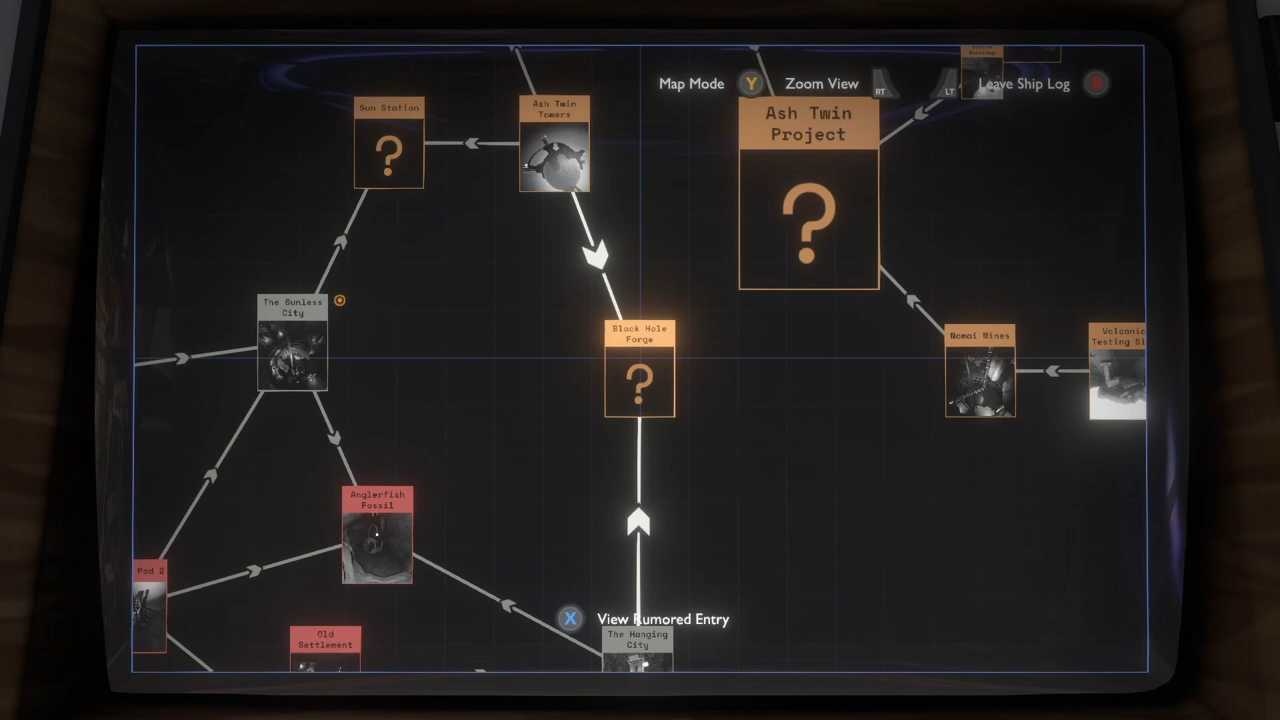 Map Mode Y Zoom View RT LT Leave Ship Log B
Sun Station
Ash Twin
Towers
Ash Twin
Project
?
?
The Sunless
City
Black Hole
Forge
?
Nomai Mines
Volcanic
Testing Si
Anglerfish
Fossil
Pod 2
X View Rumored Entry
Old
Settlement
The Hanging
City